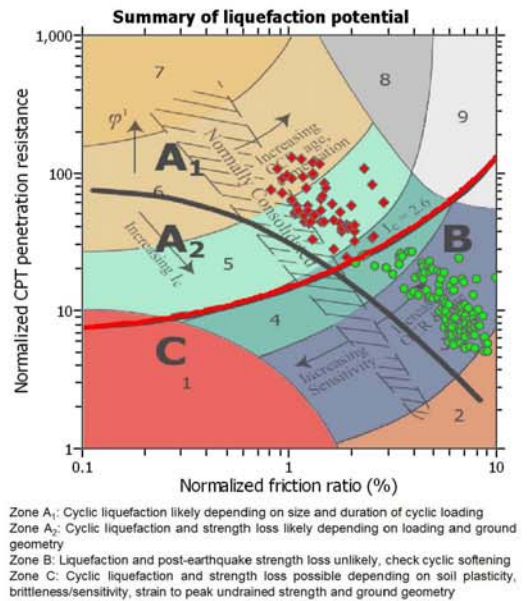 Summary of liquefaction potential
1,000
7
8
9
φ'
Normally Consolidated
Increasing
age,
A1
100
6
A2
Increasing Ic
5
Ic = 2.6
B
10
4
C
1
Increasing
Sensitivity
2
1
0.1
1
10
Normalized CPT penetration resistance
Normalized friction ratio (%)
Zone A1: Cyclic liquefaction likely depending on size and duration of cyclic loading
Zone A2: Cyclic liquefaction and strength loss likely depending on loading and ground
geometry
Zone B: Liquefaction and post-earthquake strength loss unlikely, check cyclic softening
Zone C: Cyclic liquefaction and strength loss possible depending on soil plasticity,
brittleness/sensitivity, strain to peak undrained strength and ground geometry